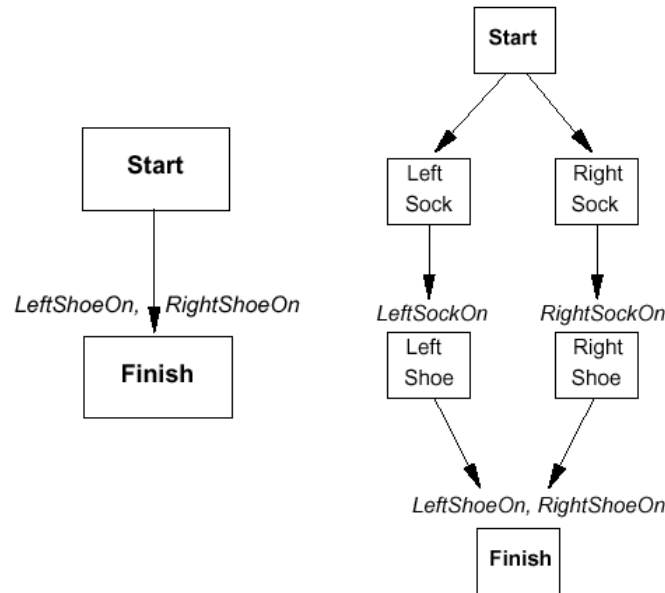 Start
LeftShoeOn, RightShoeOn
Finish
Start
Left
Sock
Right
Sock
LeftSockOn
RightSockOn
Left
Shoe
Right
Shoe
LeftShoeOn, RightShoeOn
Finish